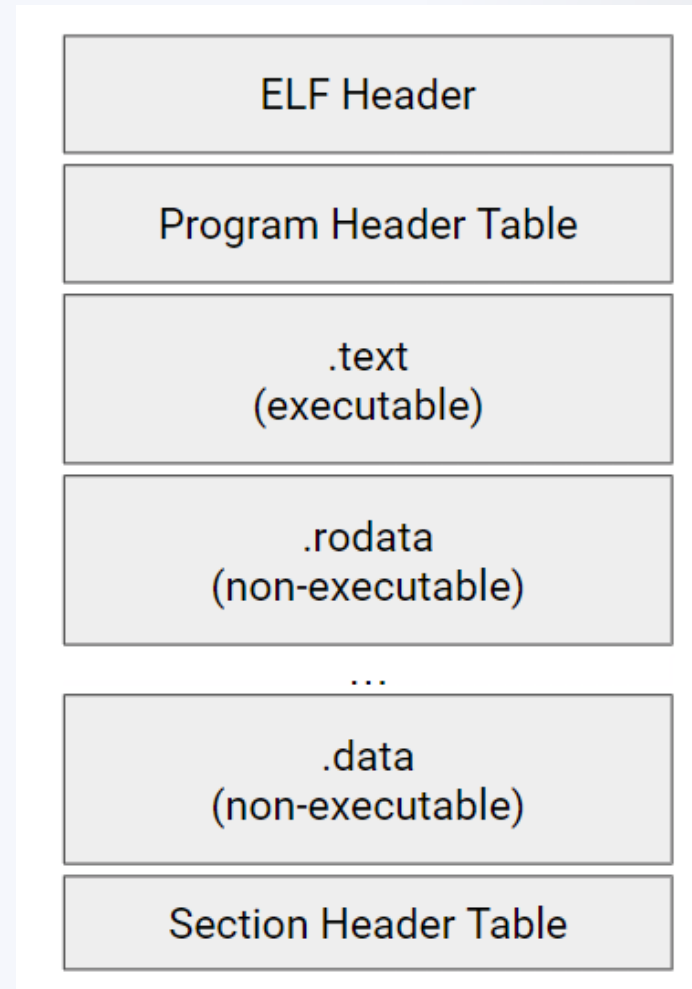 ELF Header
Program Header Table
.text
(executable)
.rodata
(non-executable)
...
.data
(non-executable)
Section Header Table